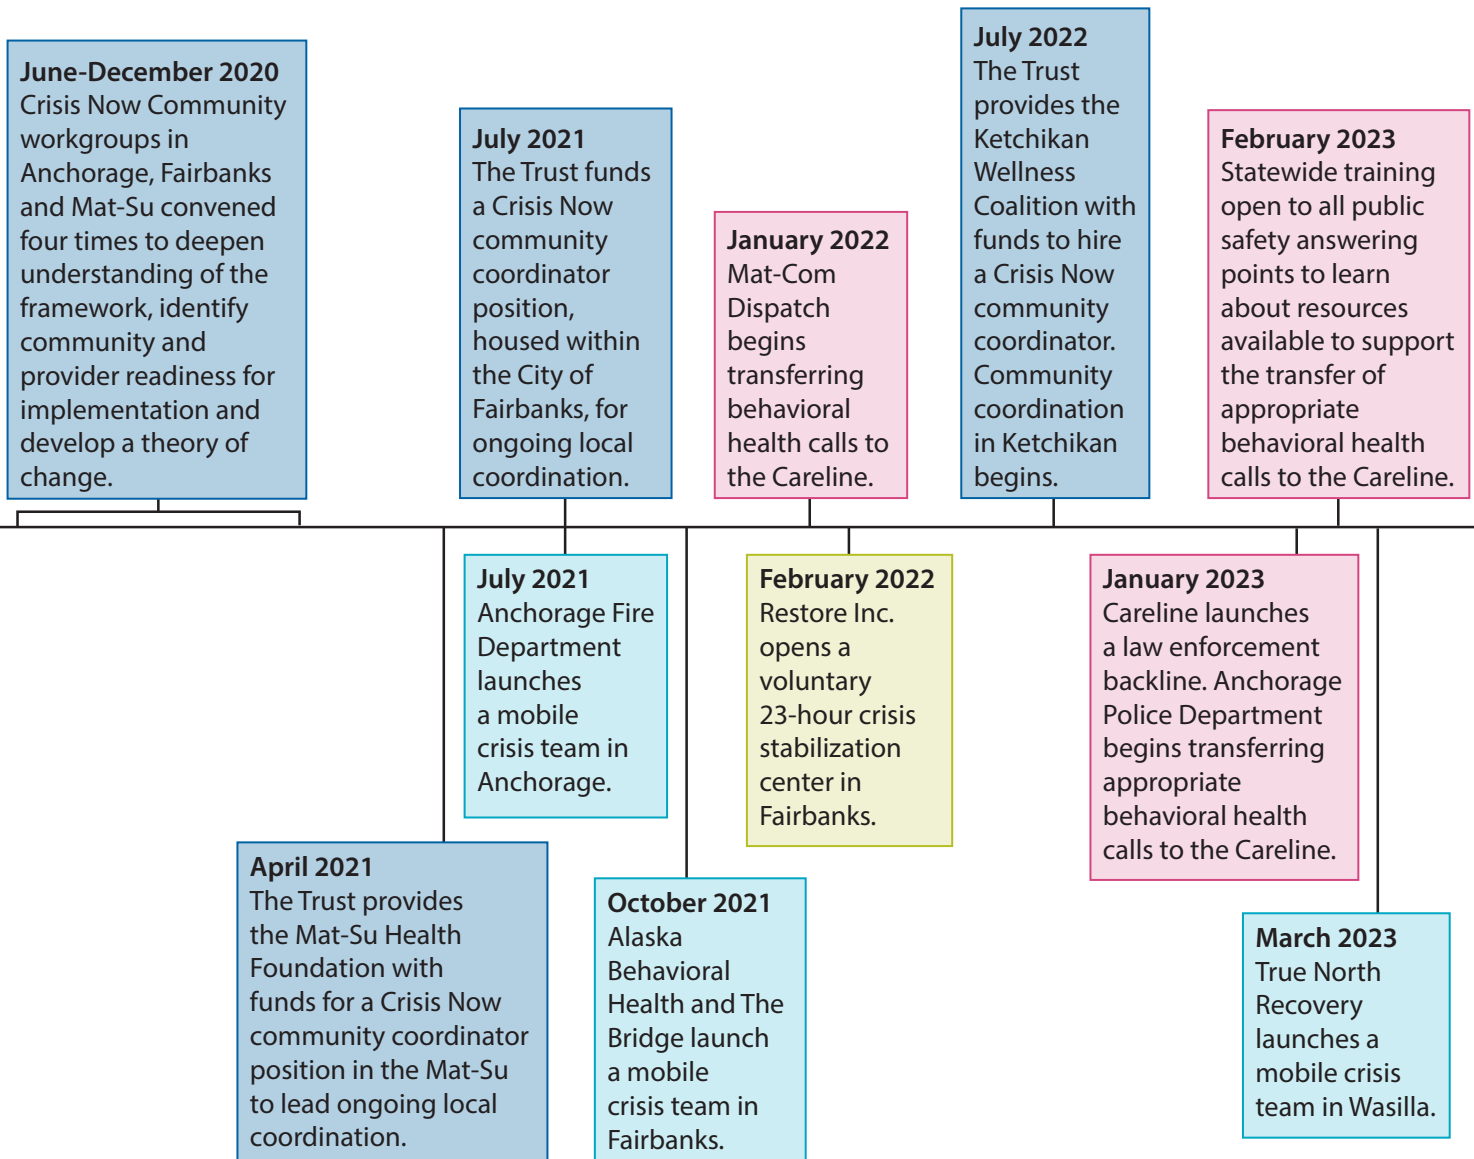 June-December 2020
Crisis Now Community
workgroups in
Anchorage, Fairbanks
and Mat-Su convened
four times to deepen
understanding of the
framework, identify
community and
provider readiness for
implementation and
develop a theory of
change.
July 2021
The Trust funds
a Crisis Now
community
coordinator
position,
housed within
the City of
Fairbanks, for
ongoing local
coordination.
January 2022
Mat-Com
Dispatch
begins
transferring
behavioral
health calls to
the Careline.
July 2022
The Trust
provides the
Ketchikan
Wellness
Coalition with
funds to hire
a Crisis Now
community
coordinator.
Community
coordination
in Ketchikan
begins.
February 2023
Statewide training
open to all public
safety answering
points to learn
about resources
available to support
the transfer of
appropriate
behavioral health
calls to the Careline.
April 2021
The Trust provides
the Mat-Su Health
Foundation with
funds for a Crisis Now
community coordinator
position in the Mat-Su
to lead ongoing local
coordination.
July 2021
Anchorage Fire
Department
launches
a mobile
crisis team in
Anchorage.
October 2021
Alaska
Behavioral
Health and The
Bridge launch
a mobile
crisis team in
Fairbanks.
February 2022
Restore Inc.
opens a
voluntary
23-hour crisis
stabilization
center in
Fairbanks.
January 2023
Careline launches
a law enforcement
backline. Anchorage
Police Department
begins transferring
appropriate
behavioral health
calls to the Careline.
March 2023
True North
Recovery
launches a
mobile crisis
team in Wasilla.